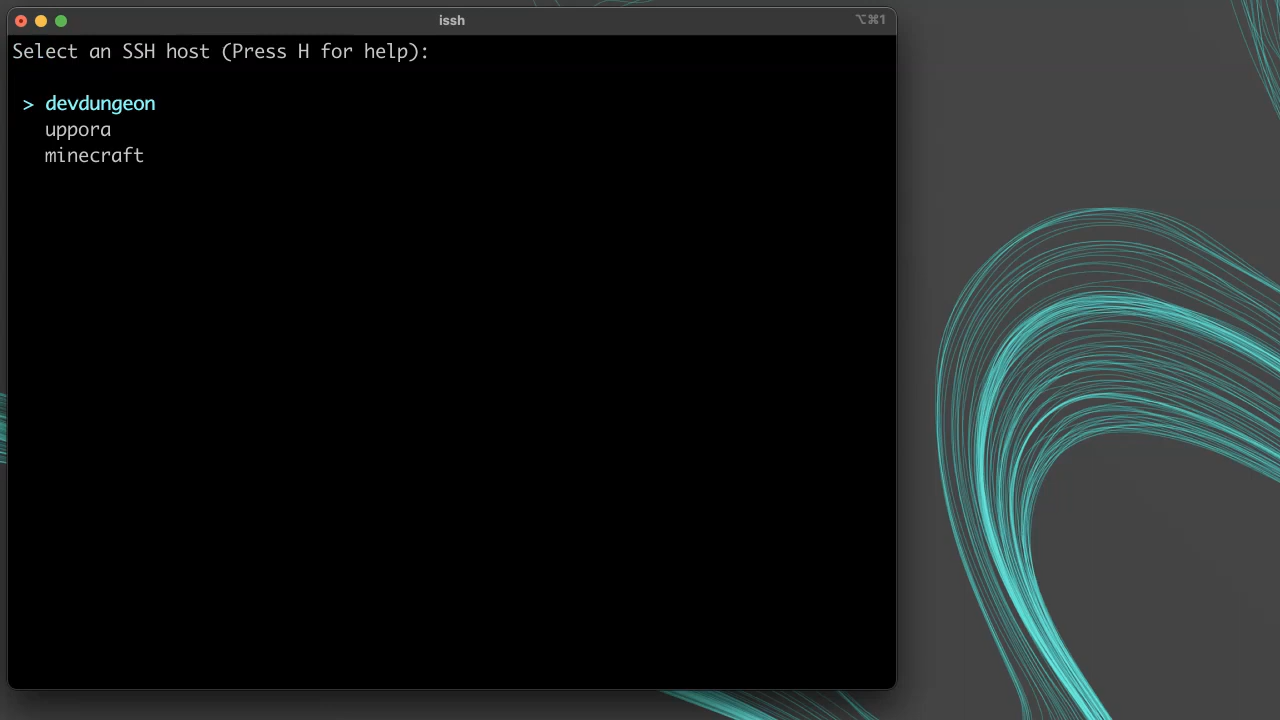 issh
⌥⌘1
Select an SSH host (Press H for help):
> devdungeon
uppora
minecraft